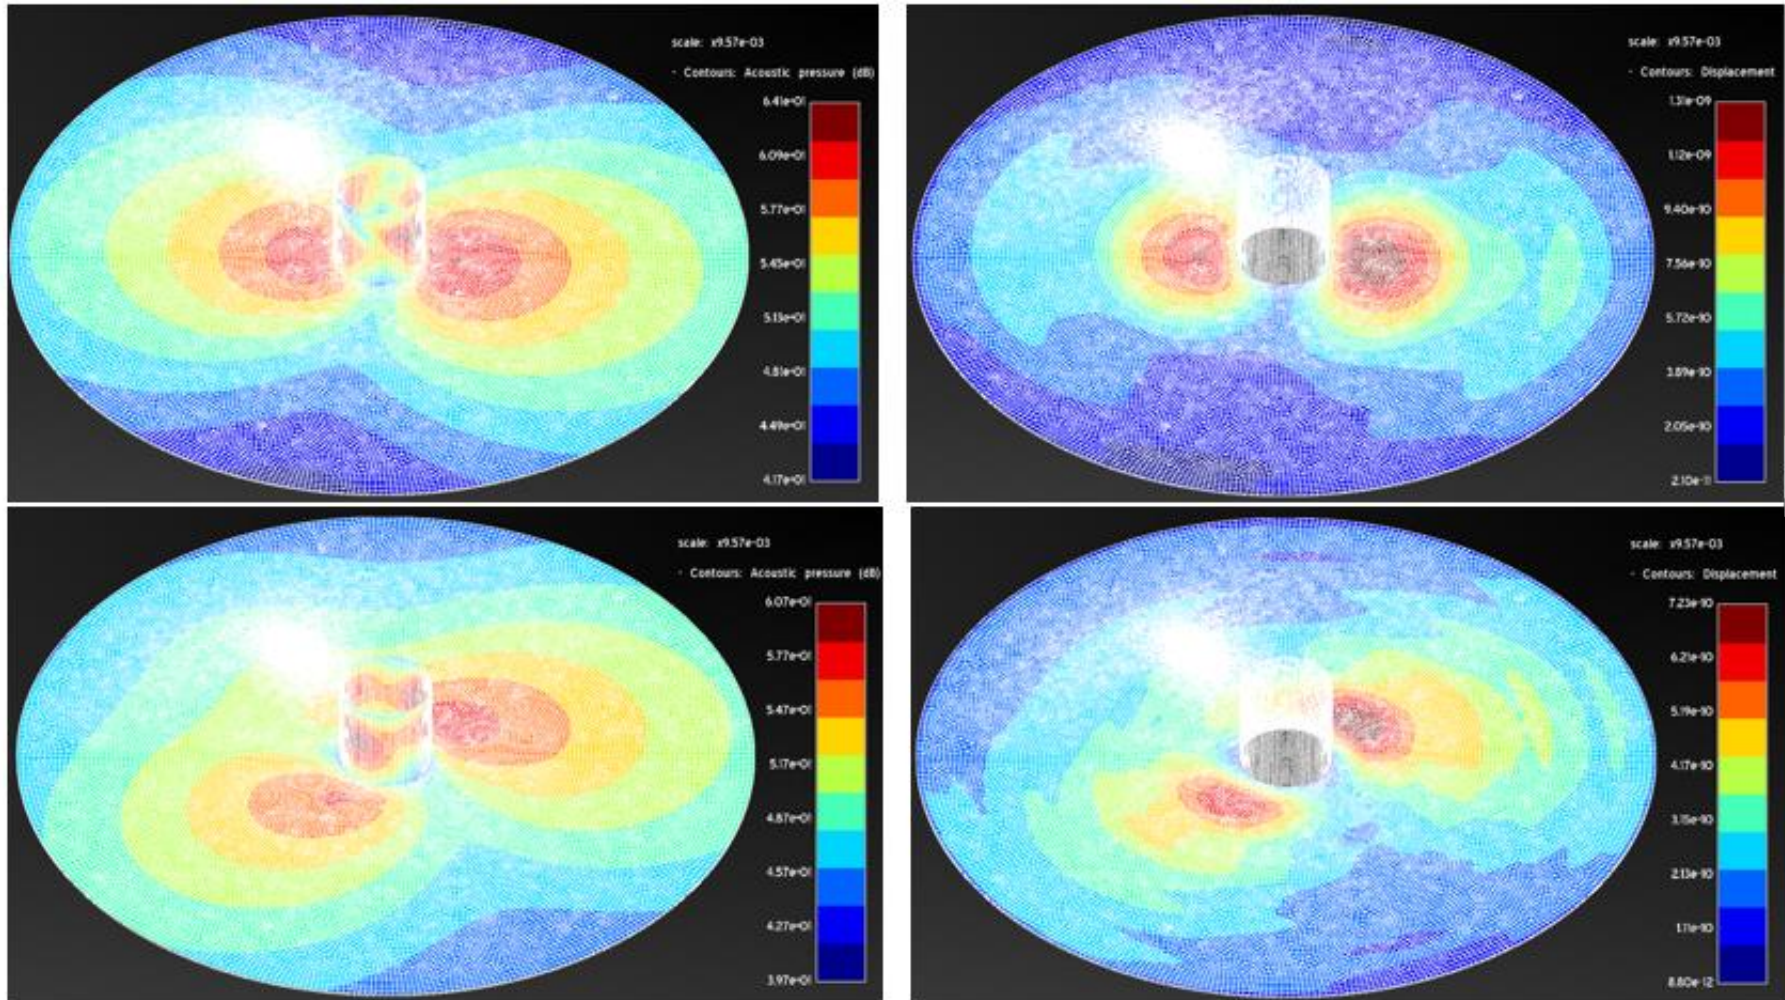 scale: x9.57e-03
- Contours: Acoustic pressure (dB)
6.41e+01
6.09e+01
5.77e+01
5.45e+01
5.13e+01
4.81e+01
4.49e+01
4.17e+01
scale: x9.57e-03
- Contours: Displacement
1.31e-09
1.12e-09
9.40e-10
7.56e-10
5.72e-10
3.89e-10
2.05e-10
2.10e-11
scale: x9.57e-03
- Contours: Acoustic pressure (dB)
6.07e+01
5.77e+01
5.47e+01
5.17e+01
4.87e+01
4.57e+01
4.27e+01
3.97e+01
scale: x9.57e-03
- Contours: Displacement
7.23e-10
6.21e-10
5.19e-10
4.17e-10
3.15e-10
2.13e-10
1.11e-10
8.80e-12